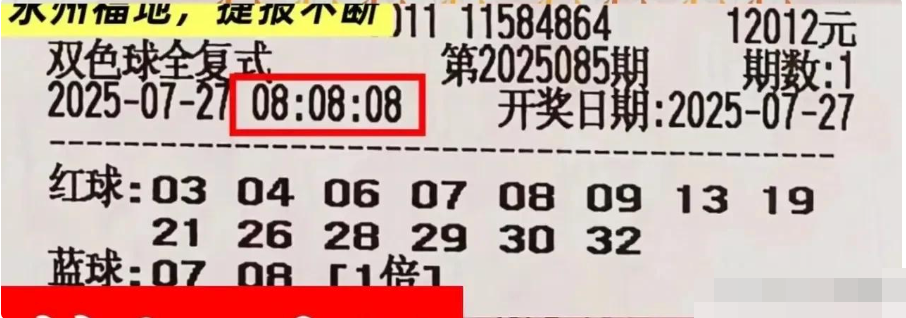 永州福地，捷报不断
011 11584864 12012元
双色球全复式 第2025085期 期数:1
2025-07-27 08:08:08 开奖日期:2025-07-27
红球:03 04 06 07 08 09 13 19
21 26 28 29 30 32
蓝球:07 08 [1倍]